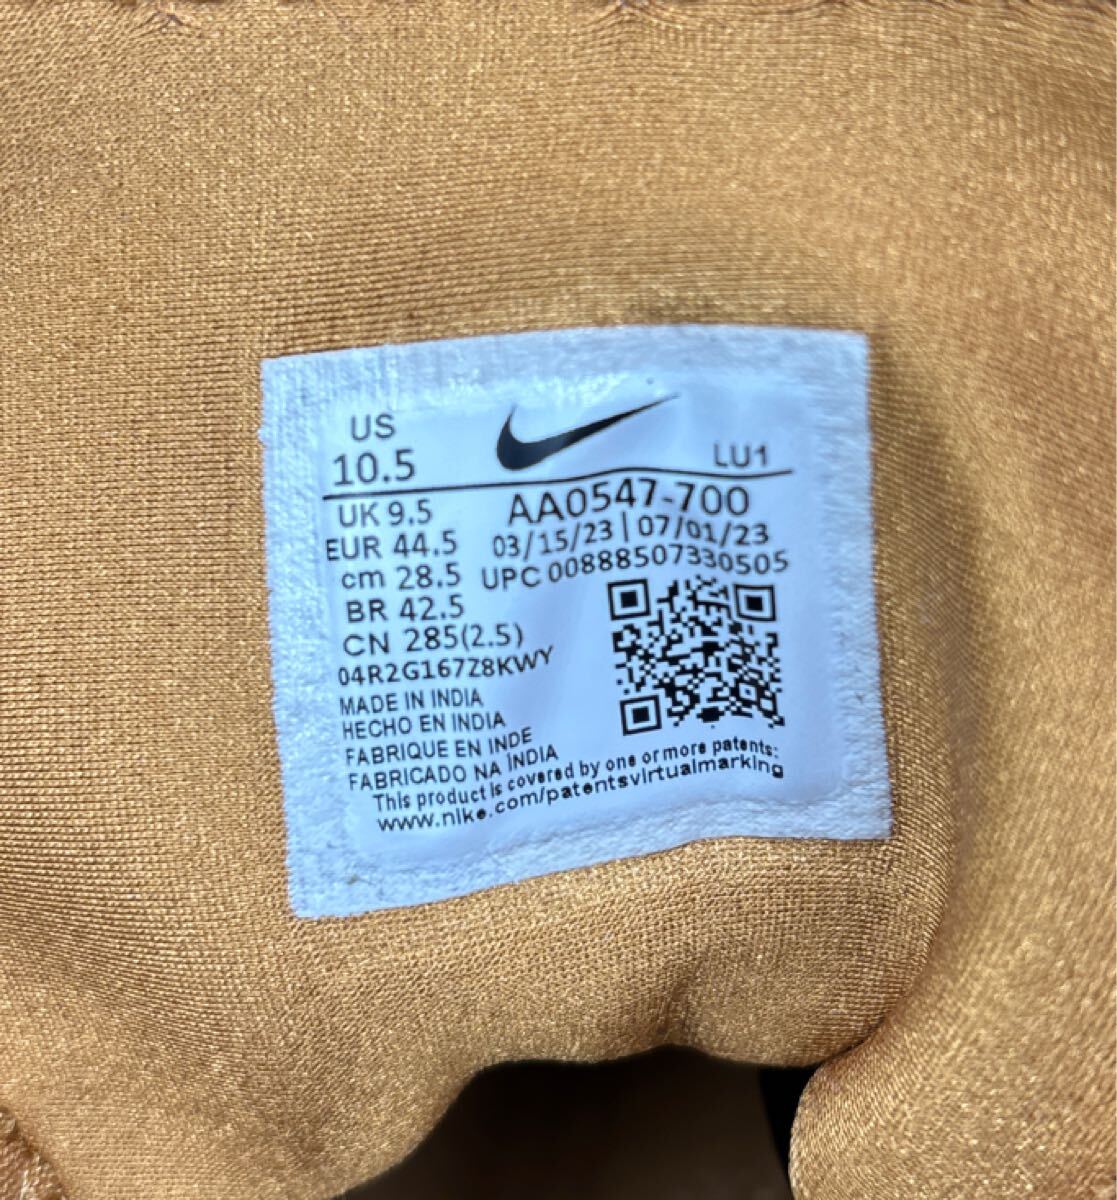 US
10.5
LU1
UK 9.5
EUR 44.5
cm 28.5
BR 42.5
CN 285(2.5)
04R2G167Z8KWY
AA0547-700
03/15/23 | 07/01/23
UPC 00888507330505
MADE IN INDIA
HECHO EN INDIA
FABRIQUE EN INDE
FABRICADO NA ÍNDIA
This product is covered by one or more patents:
www.nike.com/patentsvirtualmarking